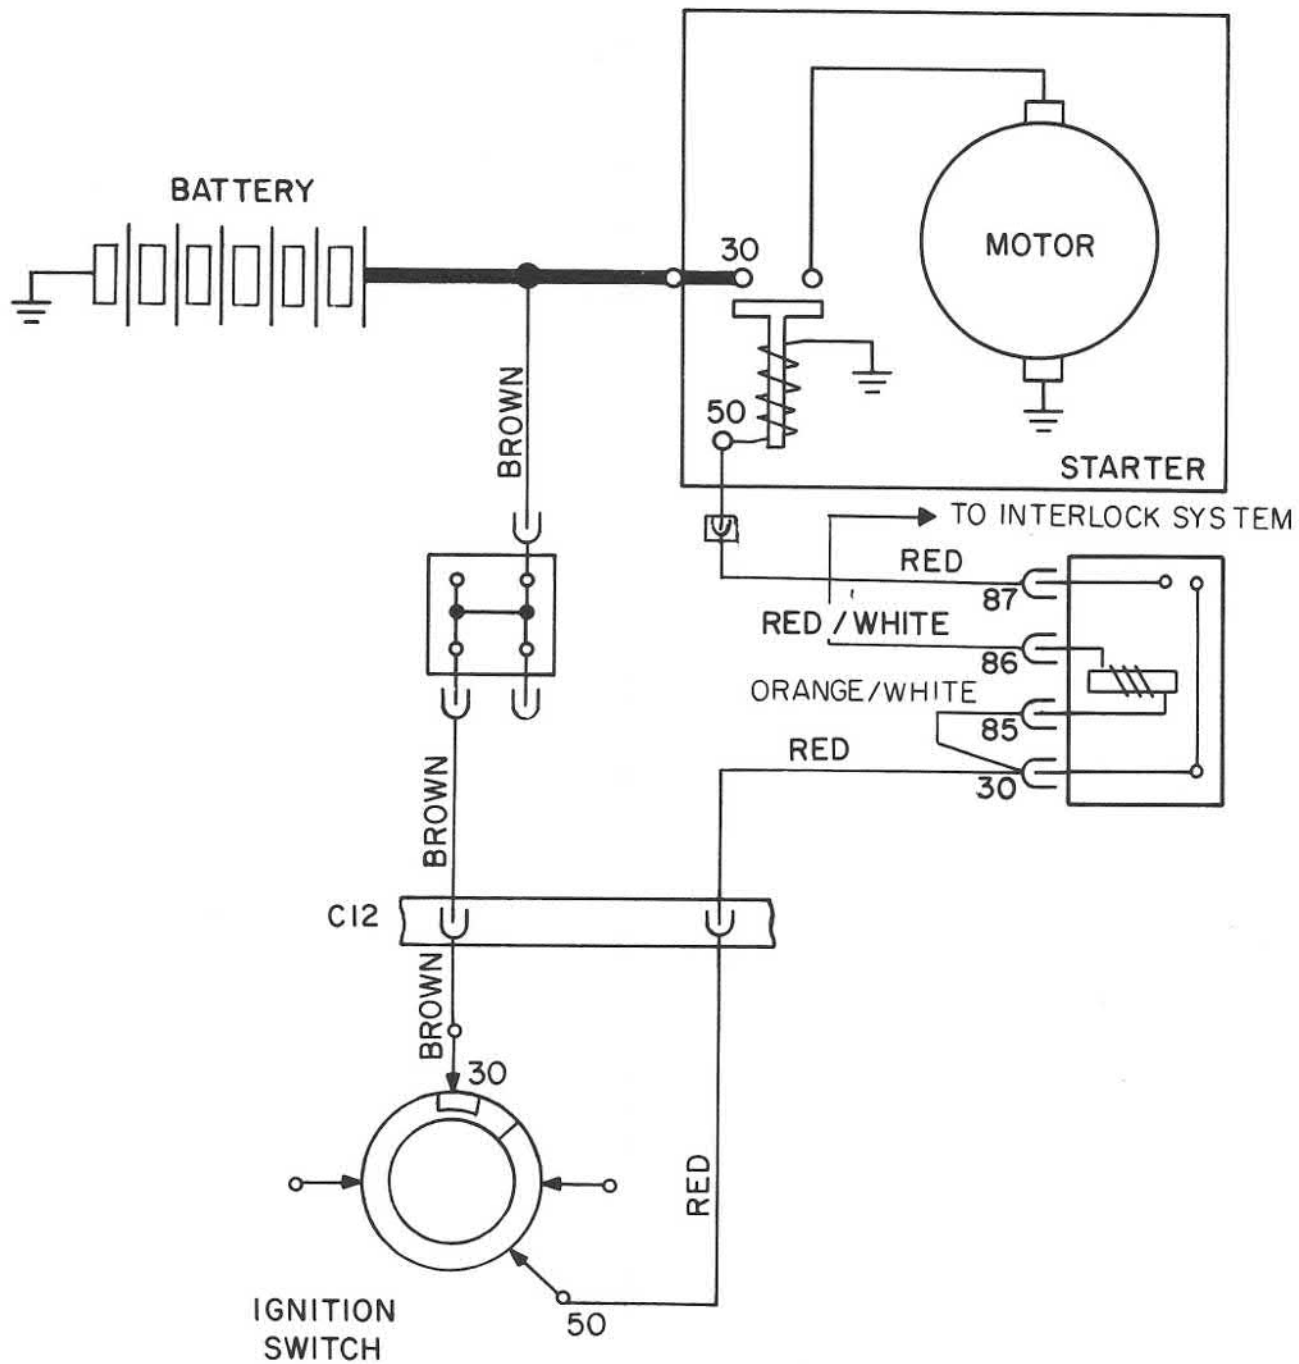 BATTERY
30
MOTOR
50
BROWN
STARTER
TO INTERLOCK SYSTEM
RED
87
RED/WHITE
86
ORANGE/WHITE
85
RED
30
BROWN
C12
BROWN
30
RED
50
IGNITION
SWITCH